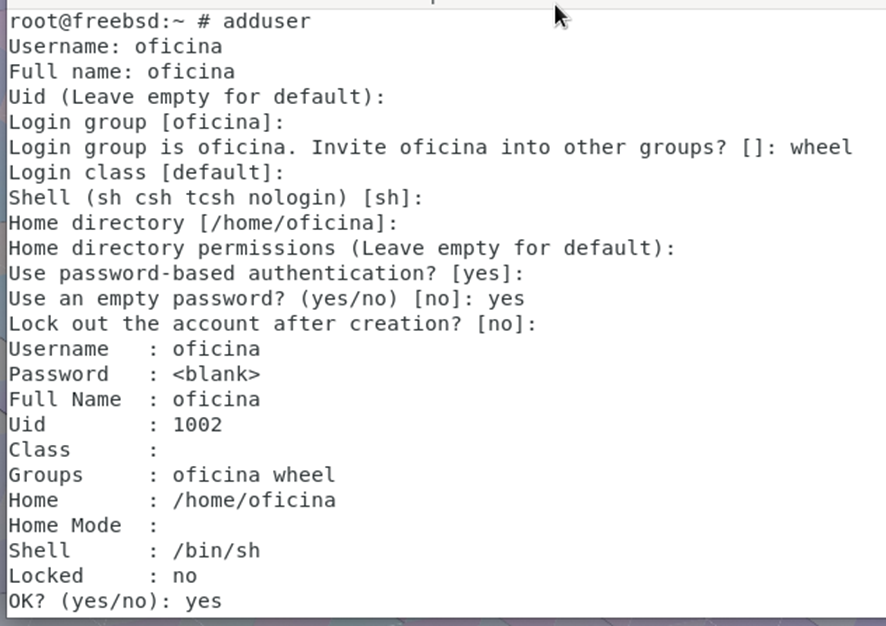 root@freebsd:~ # adduser
Username: oficina
Full name: oficina
Uid (Leave empty for default):
Login group [oficina]:
Login group is oficina. Invite oficina into other groups? []: wheel
Login class [default]:
Shell (sh csh tcsh nologin) [sh]:
Home directory [/home/oficina]:
Home directory permissions (Leave empty for default):
Use password-based authentication? [yes]:
Use an empty password? (yes/no) [no]: yes
Lock out the account after creation? [no]:
Username   : oficina
Password   : <blank>
Full Name  : oficina
Uid        : 1002
Class      :
Groups     : oficina wheel
Home       : /home/oficina
Home Mode  :
Shell      : /bin/sh
Locked     : no
OK? (yes/no): yes